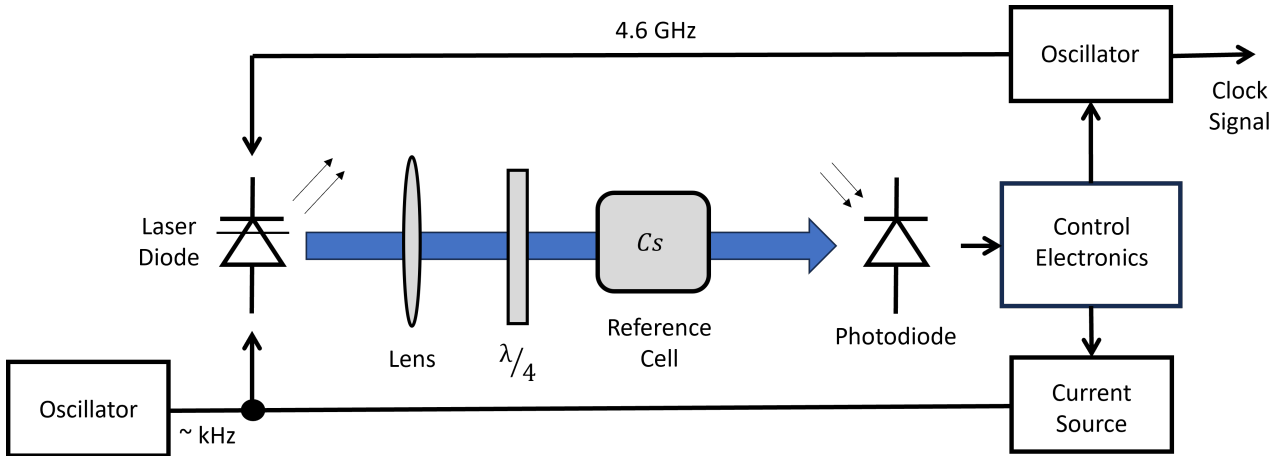 4.6 GHz
Oscillator
Clock
Signal
Laser
Diode
Cs
Control
Electronics
Lens
λ/4
Reference
Cell
Photodiode
Oscillator
~ kHz
Current
Source